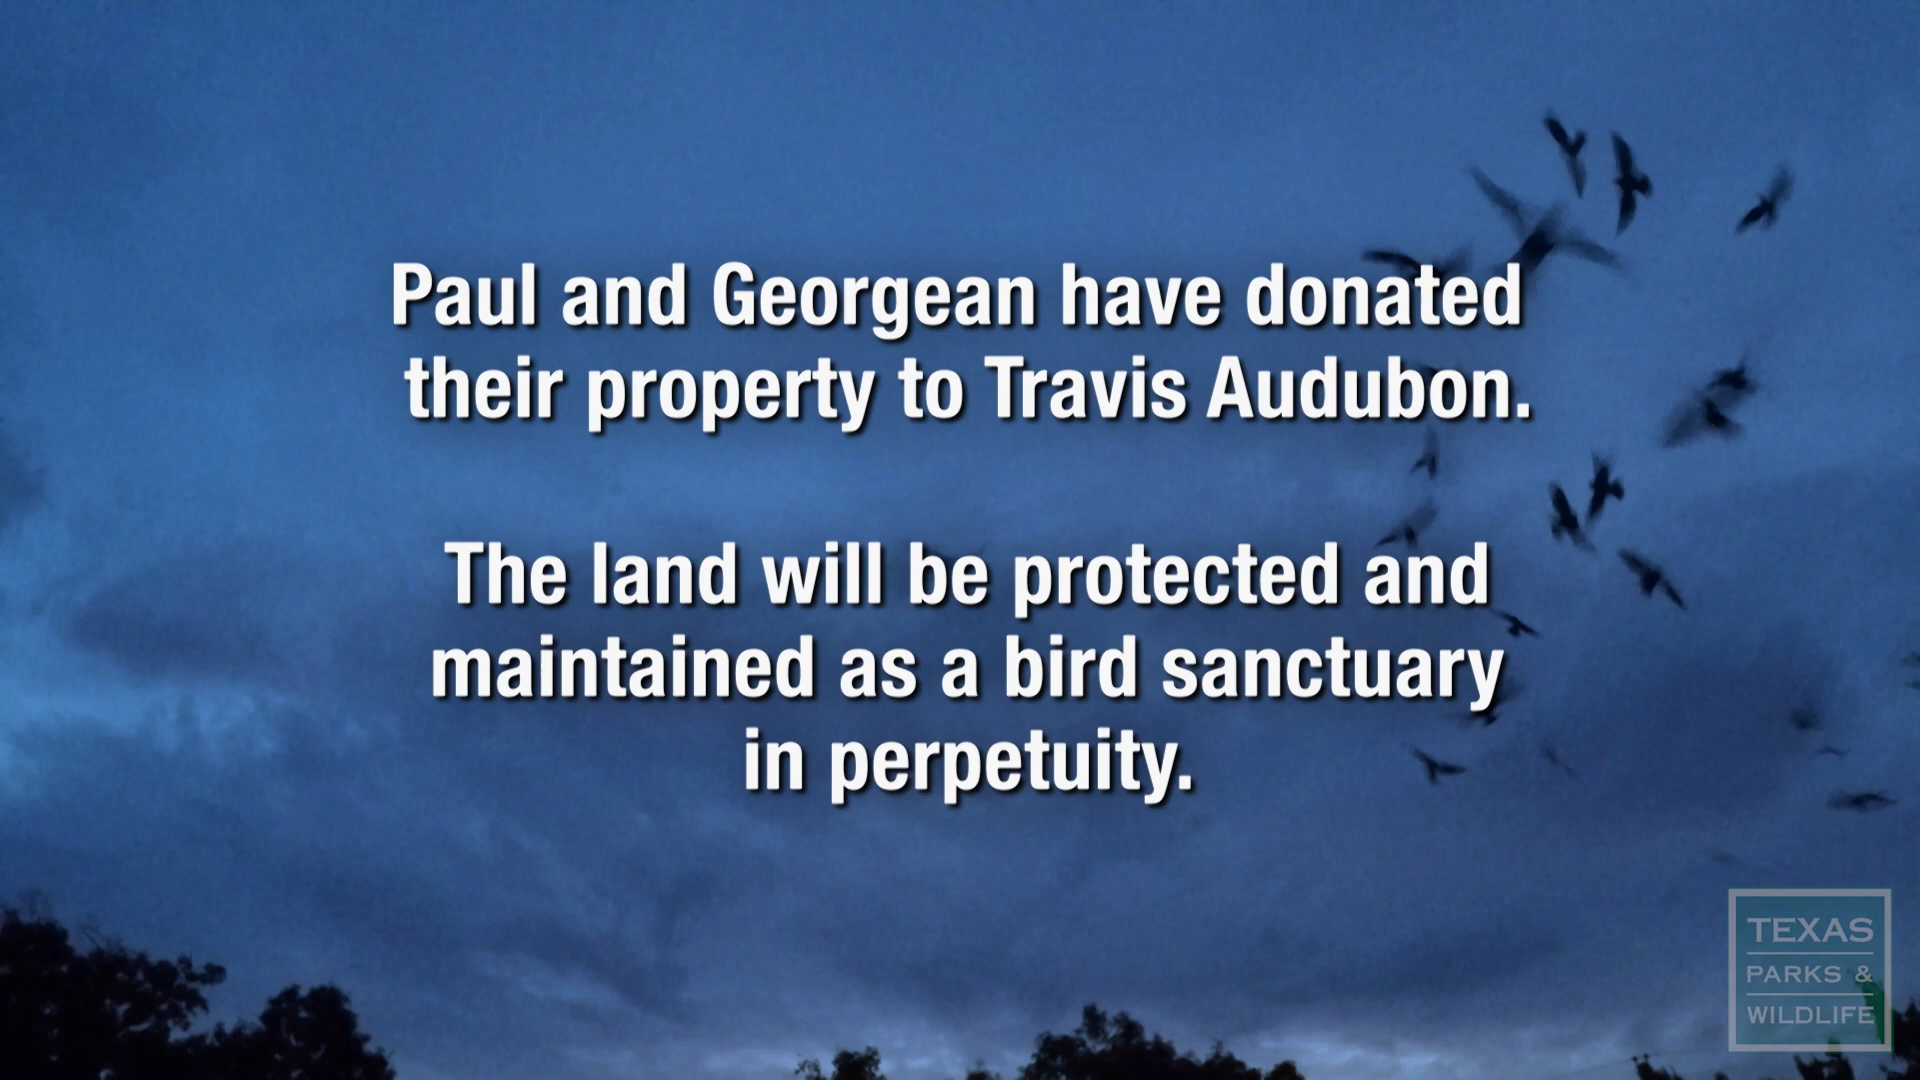 Paul and Georgean have donated
their property to Travis Audubon.
The land will be protected and
maintained as a bird sanctuary
in perpetuity.
TEXAS
PARKS &
WILDLIFE